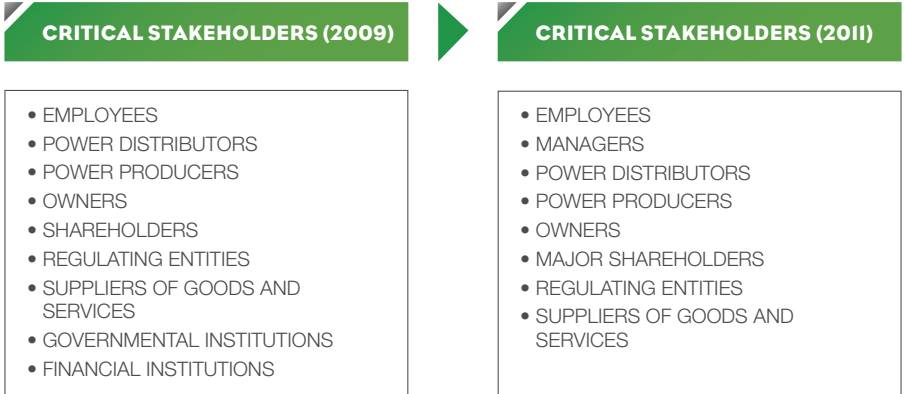 CRITICAL STAKEHOLDERS (2009)
• EMPLOYEES
• POWER DISTRIBUTORS
• POWER PRODUCERS
• OWNERS
• SHAREHOLDERS
• REGULATING ENTITIES
• SUPPLIERS OF GOODS AND
SERVICES
• GOVERNMENTAL INSTITUTIONS
• FINANCIAL INSTITUTIONS
CRITICAL STAKEHOLDERS (2011)
• EMPLOYEES
• MANAGERS
• POWER DISTRIBUTORS
• POWER PRODUCERS
• OWNERS
• MAJOR SHAREHOLDERS
• REGULATING ENTITIES
• SUPPLIERS OF GOODS AND
SERVICES